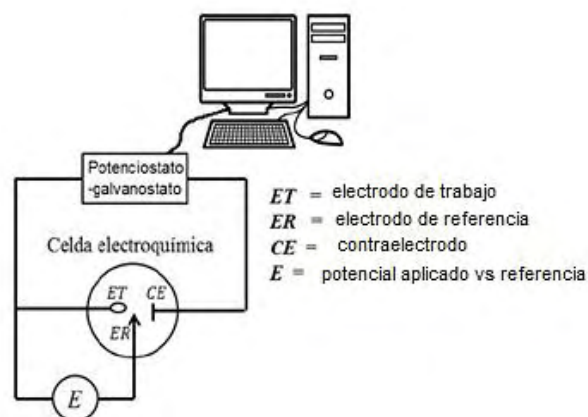 Potenciostato
-galvanostato
Celda electroquímica
ET CE
ER
E
ET = electrodo de trabajo
ER = electrodo de referencia
CE = contraelectrodo
E = potencial aplicado vs referencia